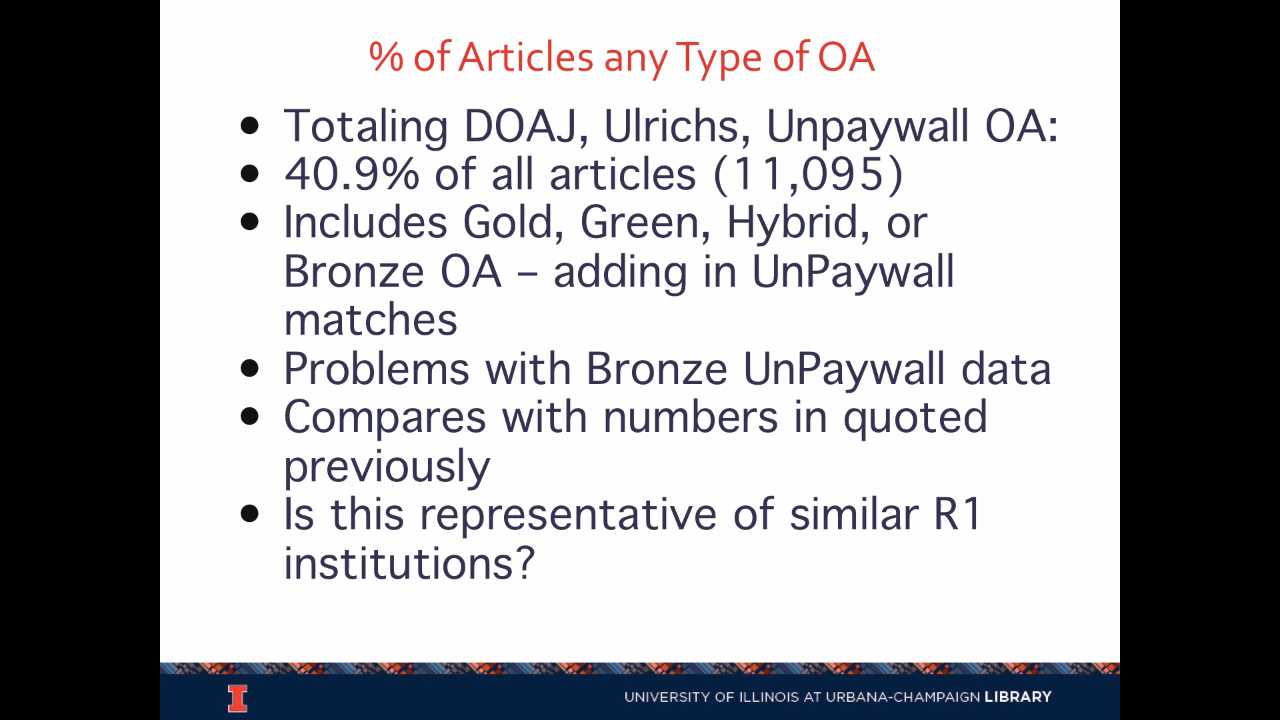 % of Articles any Type of OA
• Totaling DOAJ, Ulrichs, Unpaywall OA:
• 40.9% of all articles (11,095)
• Includes Gold, Green, Hybrid, or
Bronze OA – adding in UnPaywall
matches
• Problems with Bronze UnPaywall data
• Compares with numbers in quoted
previously
• Is this representative of similar R1
institutions?
I
UNIVERSITY OF ILLINOIS AT URBANA-CHAMPAIGN LIBRARY